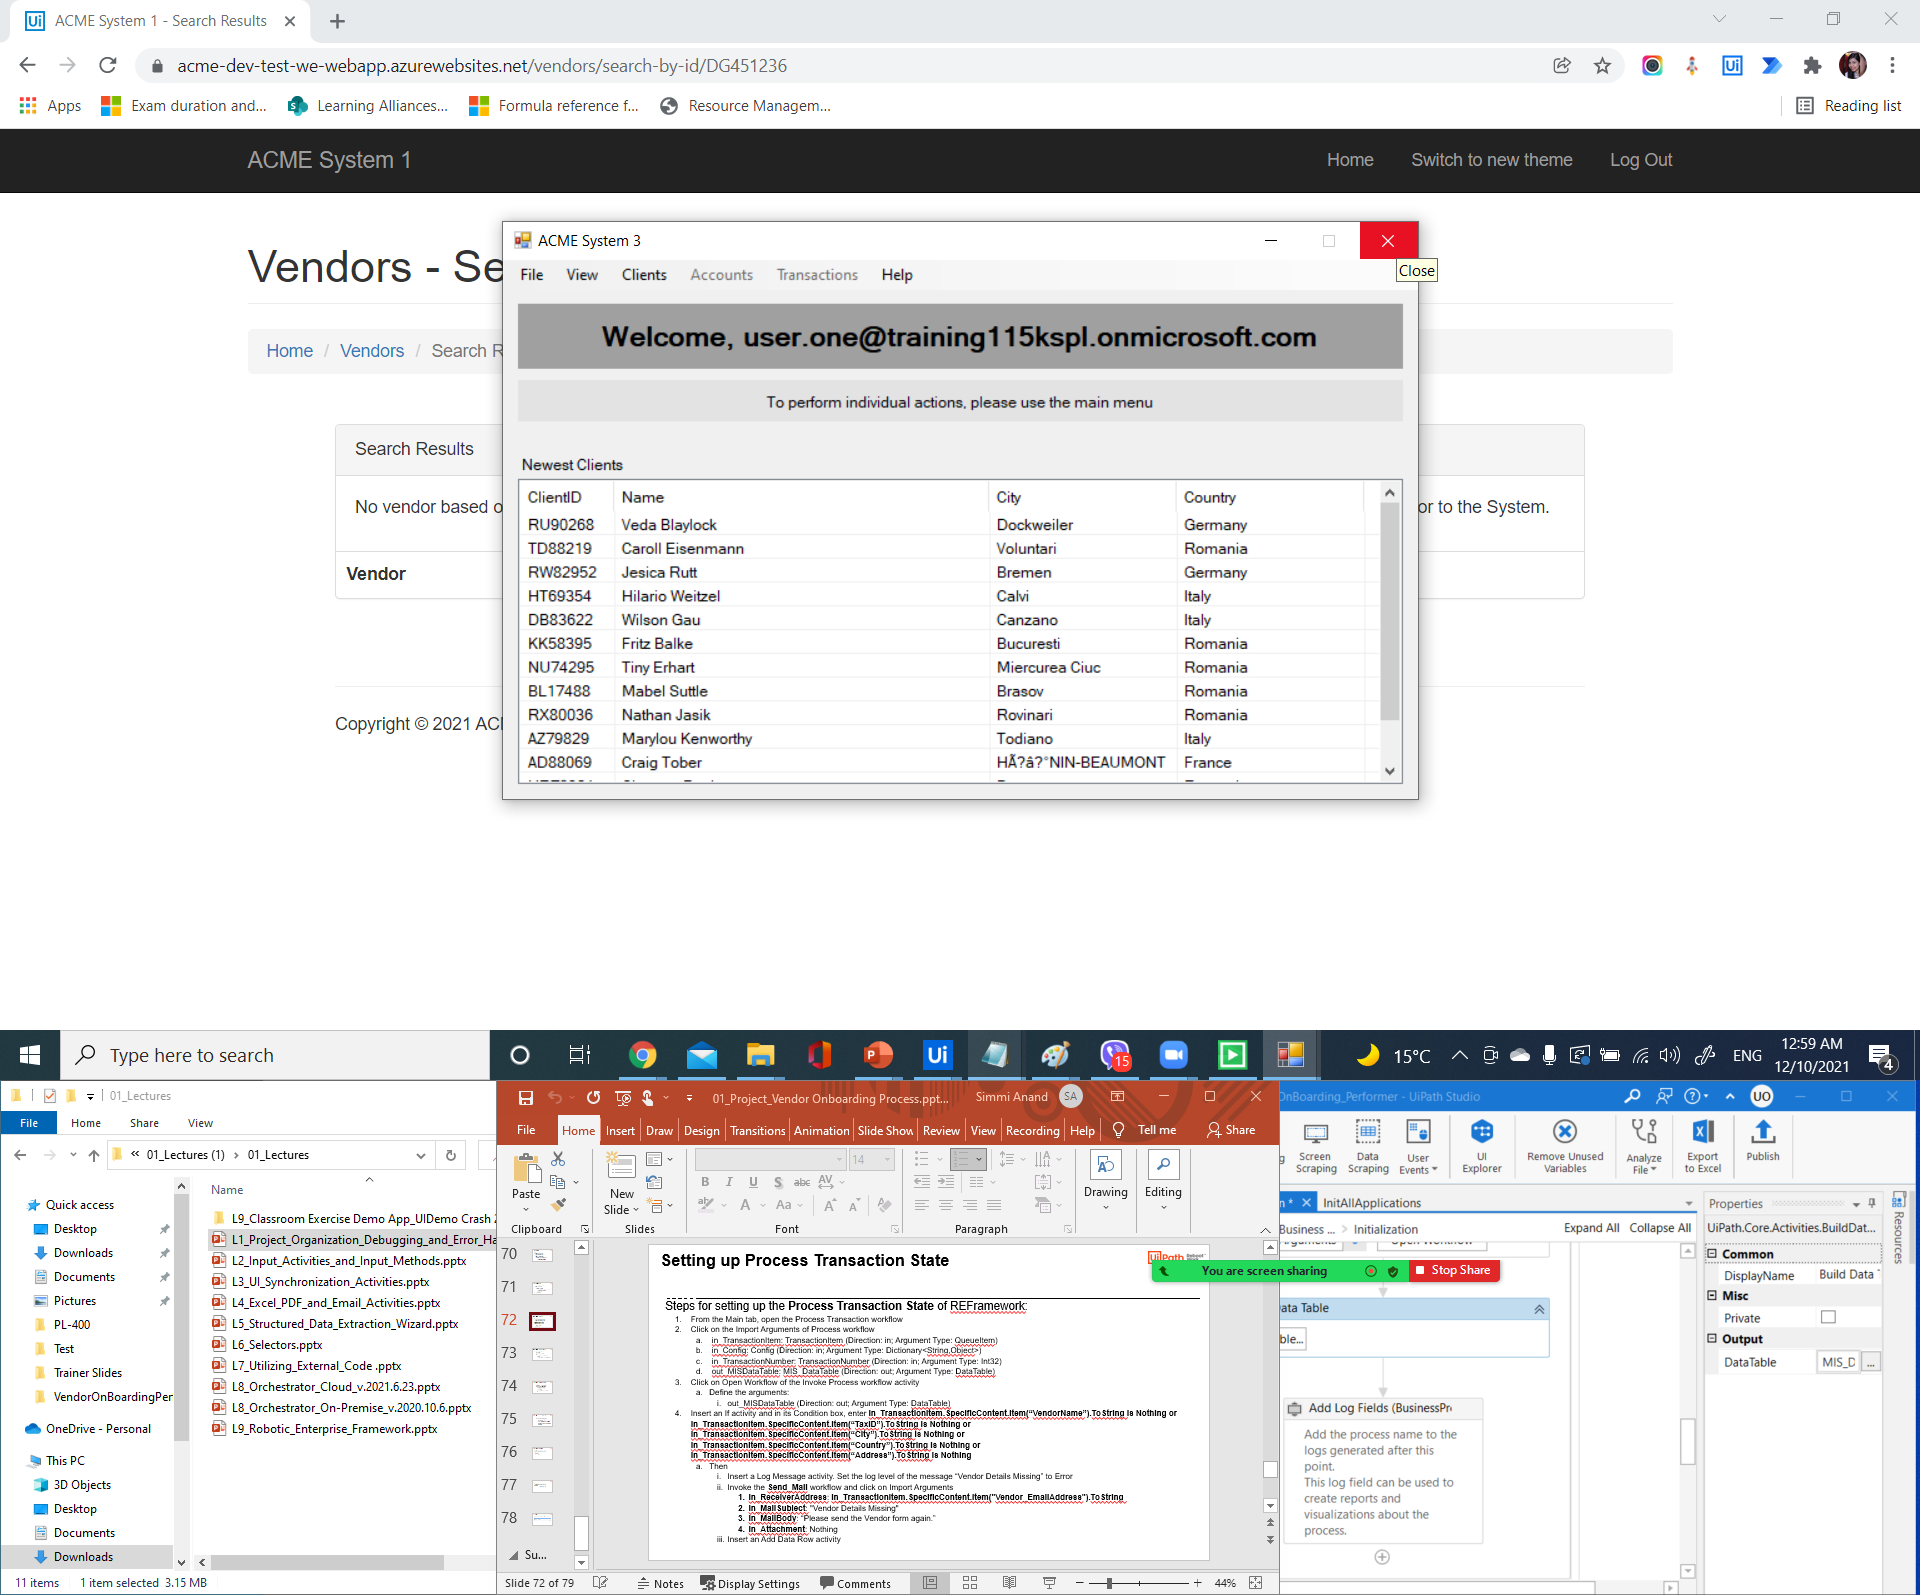 ACME System 1 - Search Results
acme-dev-test-we-webapp.azurewebsites.net/vendors/search-by-id/DG451236
Apps
Exam duration and...
Learning Alliances...
Formula reference f...
Resource Managem...
Reading list
ACME System 1
Home
Switch to new theme
Log Out
Vendors - Se
Home / Vendors / Search R
Search Results
No vendor based o
or to the System.
Vendor
Copyright © 2021 AC
ACME System 3
Close
File View Clients Accounts Transactions Help
Welcome, user.one@training115kspl.onmicrosoft.com
To perform individual actions, please use the main menu
Newest Clients
ClientID Name City Country
RU90268 Veda Blaylock Dockweiler Germany
TD88219 Caroll Eisenmann Voluntari Romania
RW82952 Jesica Rutt Bremen Germany
HT69354 Hilario Weitzel Calvi Italy
DB83622 Wilson Gau Canzano Italy
KK58395 Fritz Balke Bucuresti Romania
NU74295 Tiny Erhart Miercurea Ciuc Romania
BL17488 Mabel Suttle Brasov Romania
RX80036 Nathan Jasik Rovinari Romania
AZ79829 Marylou Kenworthy Todiano Italy
AD88069 Craig Tober HÃ?â?°NIN-BEAUMONT France
Type here to search
15
15°C
ENG
12:59 AM
12/10/2021
4
01_Lectures
File Home Share View
« 01_Lectures (1) › 01_Lectures
Name
Quick access
Desktop
Downloads
Documents
Pictures
PL-400
Test
Trainer Slides
VendorOnBoardingPer
OneDrive - Personal
This PC
3D Objects
Desktop
Documents
Downloads
L9_Classroom Exercise Demo App_UIDemo Crash
L1_Project_Organization_Debugging_and_Error_Ha
L2_Input_Activities_and_Input_Methods.pptx
L3_UI_Synchronization_Activities.pptx
L4_Excel_PDF_and_Email_Activities.pptx
L5_Structured_Data_Extraction_Wizard.pptx
L6_Selectors.pptx
L7_Utilizing_External_Code .pptx
L8_Orchestrator_Cloud_v.2021.6.23.pptx
L8_Orchestrator_On-Premise_v.2020.10.6.pptx
L9_Robotic_Enterprise_Framework.pptx
11 items 1 item selected 3.15 MB
01_Project_Vendor Onboarding Process.ppt...
Simmi Anand SA
File Home Insert Draw Design Transitions Animation Slide Show Review View Recording Help Tell me Share
Paste
New
Slide
14
B I U S abc AV
Aa
Drawing
Editing
Clipboard Slides Font Paragraph
70
71
72
73
74
75
76
77
78
Su...
Setting up Process Transaction State
UiPath
You are screen sharing
Stop Share
Steps for setting up the Process Transaction State of REFramework:
1. From the Main tab, open the Process Transaction workflow
2. Click on the Import Arguments of Process workflow
a. in_TransactionItem: TransactionItem (Direction: in; Argument Type: QueueItem)
b. in_Config: Config (Direction: in; Argument Type: Dictionary<String,Object>)
c. in_TransactionNumber: TransactionNumber (Direction: in; Argument Type: Int32)
d. out_MISDataTable: MIS_DataTable (Direction: out; Argument Type: DataTable)
3. Click on Open Workflow of the Invoke Process workflow activity
a. Define the arguments:
i. out_MISDataTable (Direction: out; Argument Type: DataTable)
4. Insert an If activity and in its Condition box, enter In_TransactionItem.SpecificContent.Item("VendorName").ToString is Nothing or
In_TransactionItem.SpecificContent.Item("TaxID").ToString is Nothing or
In_TransactionItem.SpecificContent.Item("City").ToString is Nothing or
In_TransactionItem.SpecificContent.Item("Country").ToString is Nothing or
In_TransactionItem.SpecificContent.Item("Address").ToString is Nothing
a. Then
i. Insert a Log Message activity. Set the log level of the message "Vendor Details Missing" to Error
ii. Invoke the Send_Mail workflow and click on Import Arguments
1. In_ReceiverAddress: In_TransactionItem.SpecificContent.Item("Vendor_EmailAddress").ToString
2. In_MailSubject: "Vendor Details Missing"
3. In_MailBody: "Please send the Vendor form again."
4. In_Attachment: Nothing
iii. Insert an Add Data Row activity
Slide 72 of 79
Notes
Display Settings
Comments
44%
OnBoarding_Performer - UiPath Studio
UO
Screen
Scraping
Data
Scraping
User
Events
UI
Explorer
Remove Unused
Variables
Analyze
File
Export
to Excel
Publish
InitAllApplications
Business ... > Initialization
Expand All Collapse All
ata Table
ble...
Add Log Fields (BusinessPr
Add the process name to the
logs generated after this
point.
This log field can be used to
create reports and
visualizations about the
process.
Properties
UiPath.Core.Activities.BuildDat...
Common
DisplayName Build Data
Misc
Private
Output
DataTable MIS_D ...
Resources